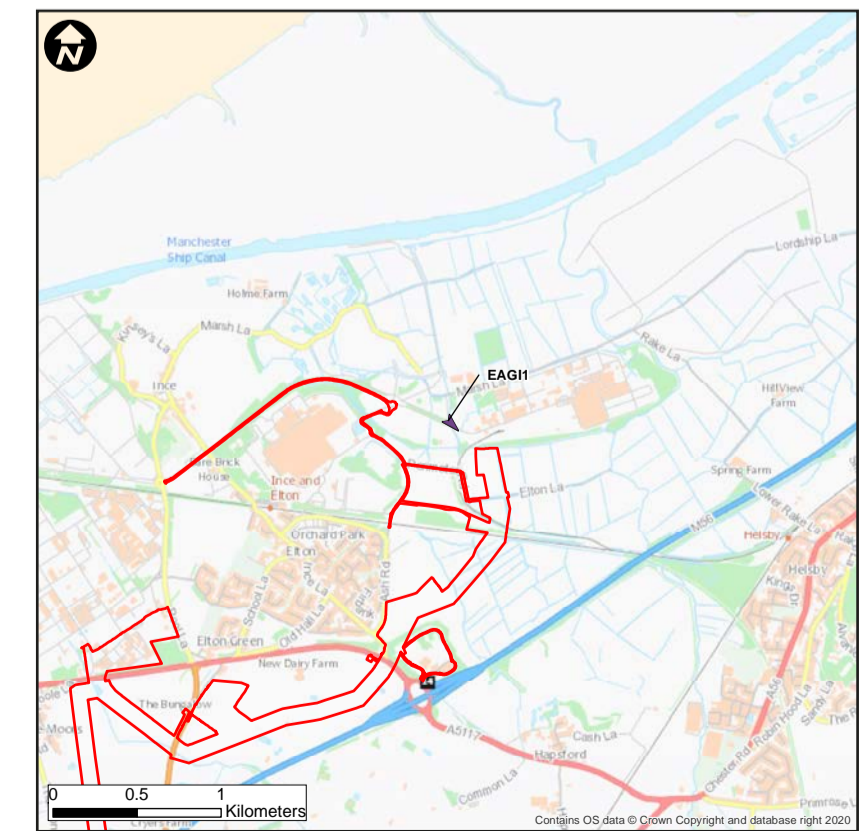 N
Manchester
Ship Canal
Lordship La
Holme Farm
Marsh La
Kinsey's La
Rake La
EAGI1
Marsh La
Ince
Hill View
Farm
Brick
House
Ince and
Elton
Spring Farm
Elton La
Lower Rake La
M56
Helsby
Orchard Park
Elton
Helsby
School La
Ince La
Ash Rd
Kings Dr
Old Hall La
Elton Green
New Dairy Farm
The Bungalow
A56
Robin Hood La
Sandy La
Chester Rd
A5117
Cash La
Hapsford
Common La
Primrose
0 0.5 1
Kilometers
Contains OS data © Crown Copyright and database right 2020